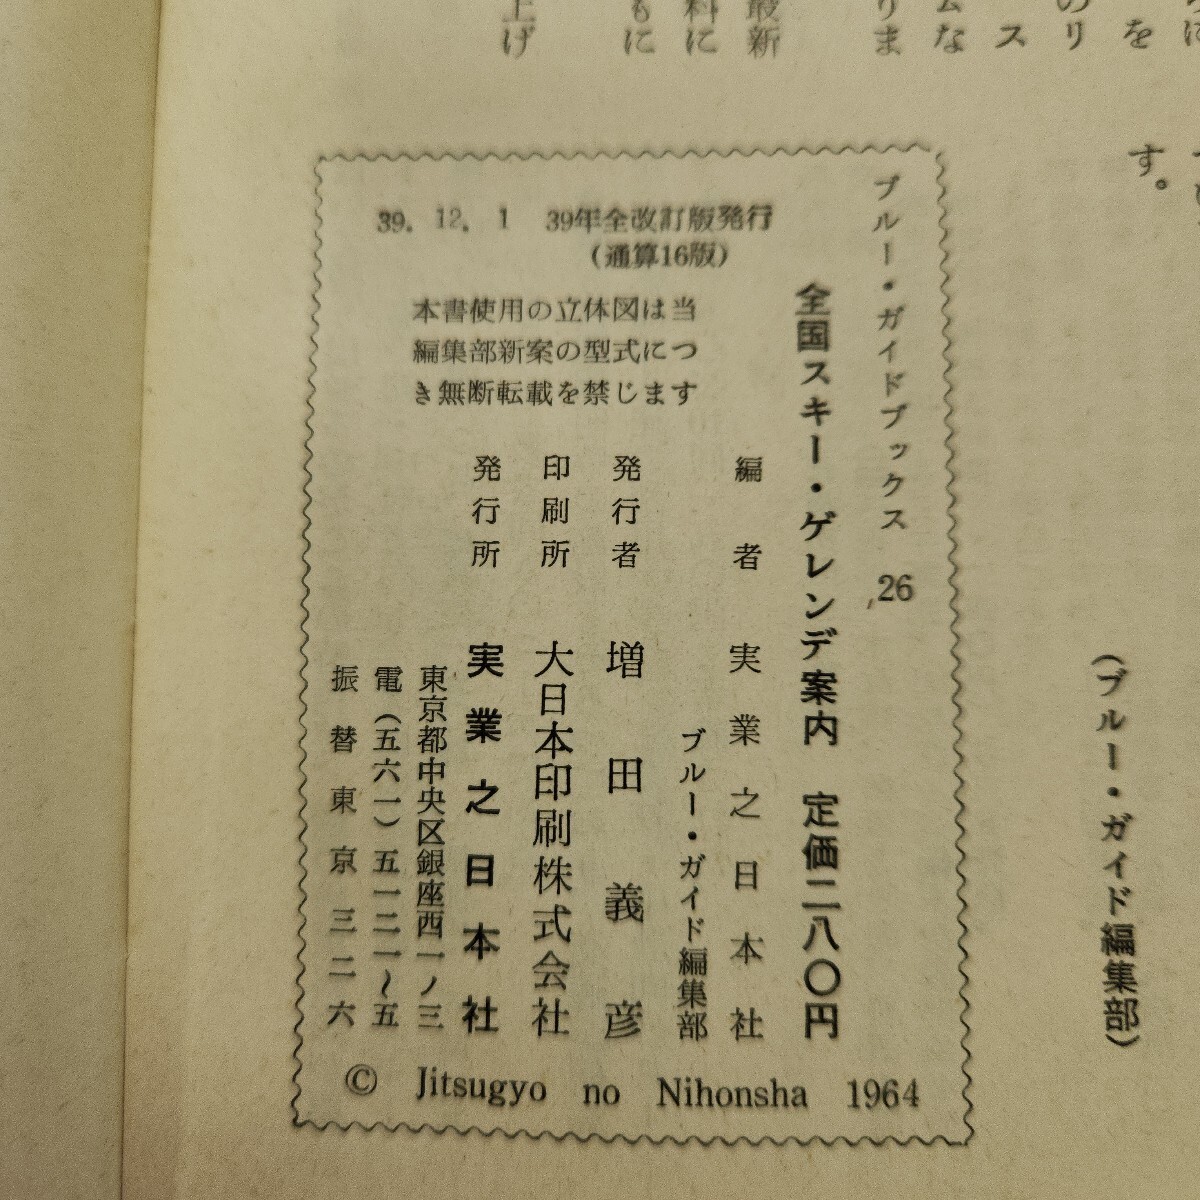 す。
(ブルー・ガイド編集部)
ブルー・ガイドブックス 26
全国スキー・ゲレンデ案内 定価二八〇円
39. 12. 1 39年全改訂版発行
(通算16版)
本書使用の立体図は当
編集部新案の型式につ
き無断転載を禁じます
編者 実業之日本社
ブルー・ガイド編集部
発行者 増田義彦
印刷所 大日本印刷株式会社
発行所 実業之日本社
東京都中央区銀座西一ノ三
電(五六一)五一二一~五
振替東京三二六
© Jitsugyo no Nihonsha 1964